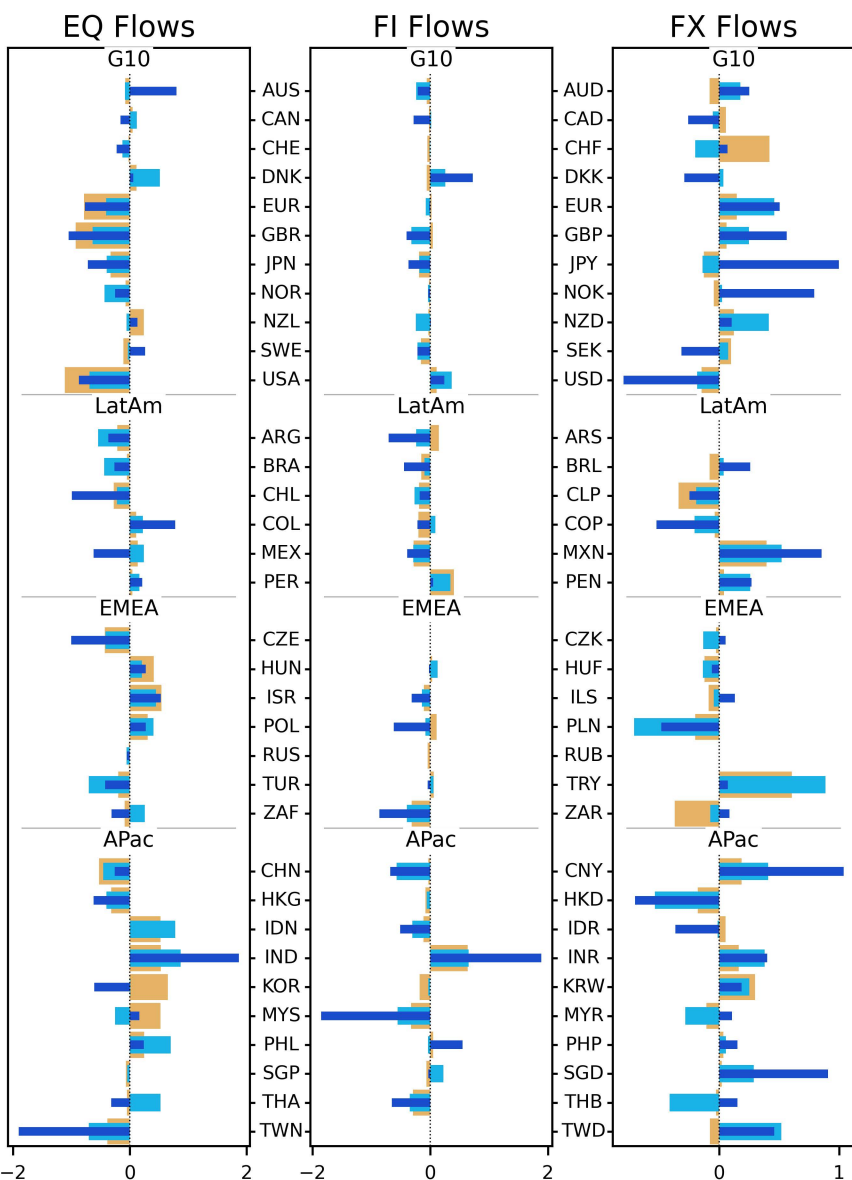 EQ Flows FI Flows FX Flows
G10 G10 G10
AUS AUD
CAN CAD
CHE CHF
DNK DKK
EUR EUR
GBR GBP
JPN JPY
NOR NOK
NZL NZD
SWE SEK
USA USD
LatAm LatAm LatAm
ARG ARS
BRA BRL
CHL CLP
COL COP
MEX MXN
PER PEN
EMEA EMEA EMEA
CZE CZK
HUN HUF
ISR ILS
POL PLN
RUS RUB
TUR TRY
ZAF ZAR
APac APac APac
CHN CNY
HKG HKD
IDN IDR
IND INR
KOR KRW
MYS MYR
PHL PHP
SGP SGD
THA THB
TWN TWD
−2 0 2 −2 0 2 0 1